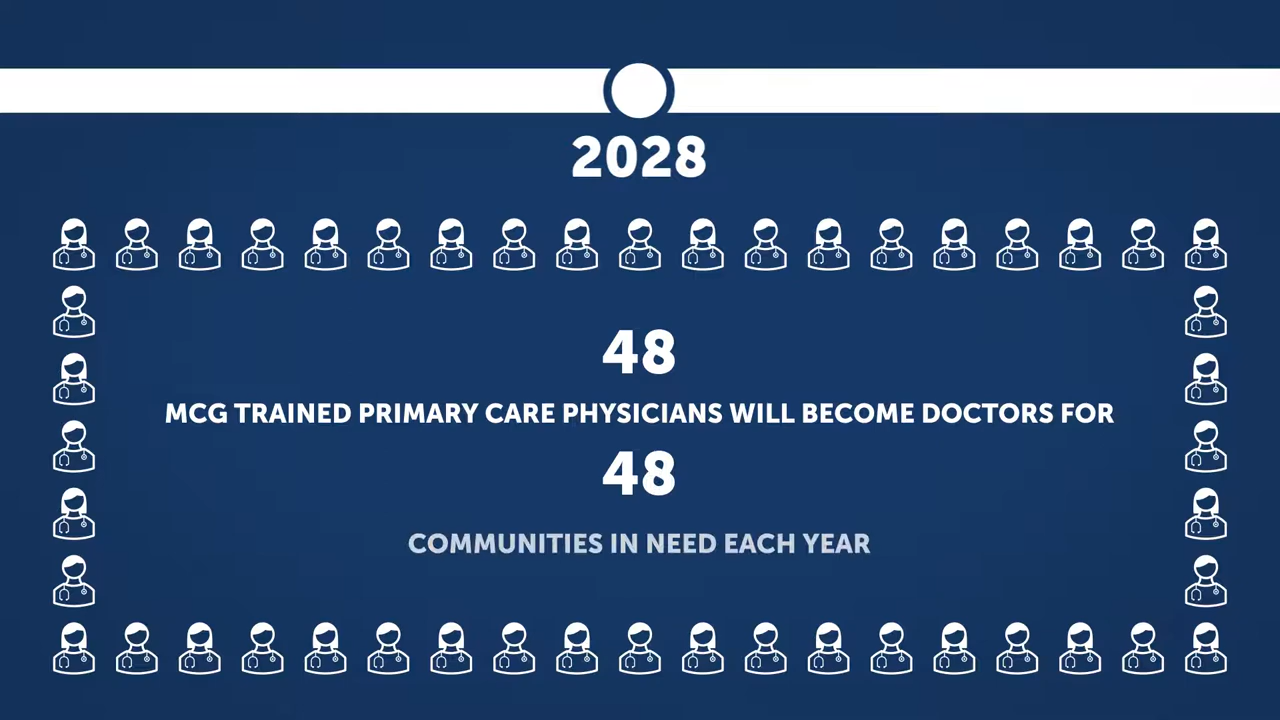 2028
48
MCG TRAINED PRIMARY CARE PHYSICIANS WILL BECOME DOCTORS FOR
48
COMMUNITIES IN NEED EACH YEAR